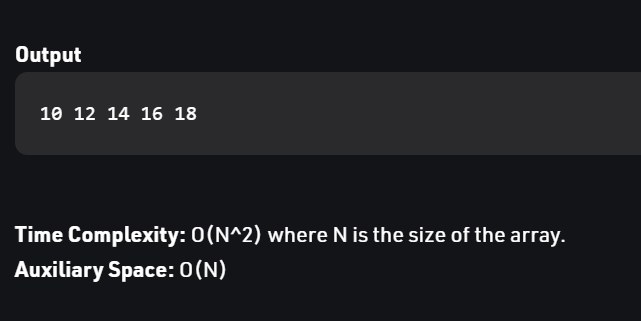 Output
10 12 14 16 18
Time Complexity: O(N^2) where N is the size of the array.
Auxiliary Space: O(N)